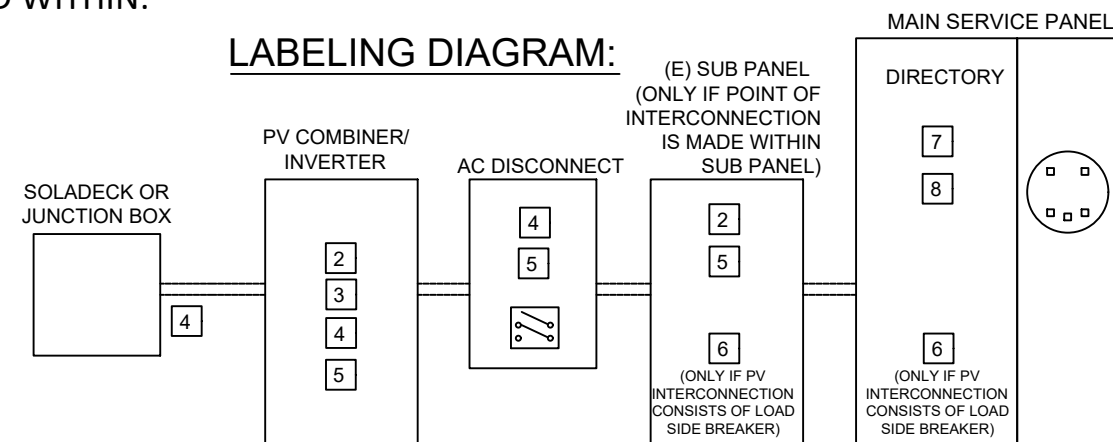 WITHIN.
LABELING DIAGRAM:
MAIN SERVICE PANEL
(E) SUB PANEL
(ONLY IF POINT OF
INTERCONNECTION
IS MADE WITHIN
SUB PANEL)
DIRECTORY
PV COMBINER/
INVERTER
AC DISCONNECT
SOLADECK OR
JUNCTION BOX
4
2
3
4
5
4
5
2
5
6
(ONLY IF PV
INTERCONNECTION
CONSISTS OF LOAD
SIDE BREAKER)
7
8
6
(ONLY IF PV
INTERCONNECTION
CONSISTS OF LOAD
SIDE BREAKER)